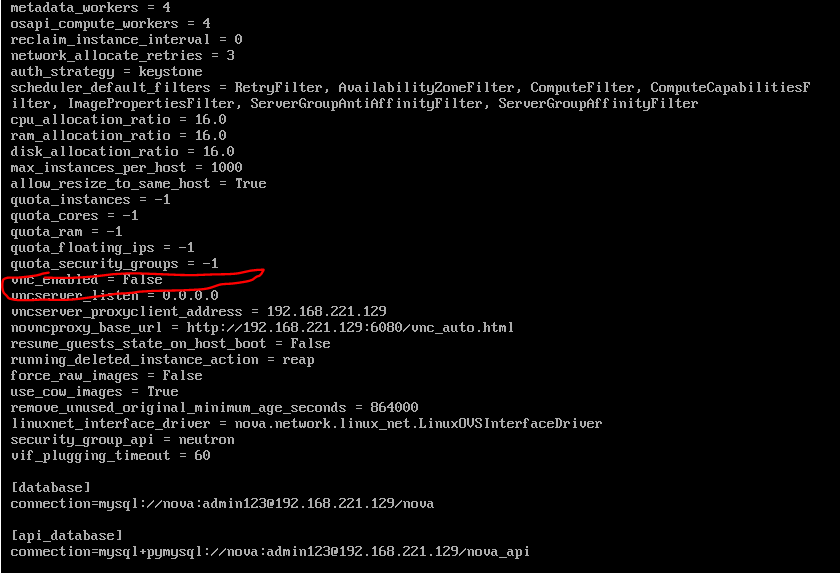 metadata_workers = 4
osapi_compute_workers = 4
reclaim_instance_interval = 0
network_allocate_retries = 3
auth_strategy = keystone
scheduler_default_filters = RetryFilter, AvailabilityZoneFilter, ComputeFilter, ComputeCapabilitiesF
ilter, ImagePropertiesFilter, ServerGroupAntiAffinityFilter, ServerGroupAffinityFilter
cpu_allocation_ratio = 16.0
ram_allocation_ratio = 16.0
disk_allocation_ratio = 16.0
max_instances_per_host = 1000
allow_resize_to_same_host = True
quota_instances = -1
quota_cores = -1
quota_ram = -1
quota_floating_ips = -1
quota_security_groups = -1
vnc_enabled = False
vncserver_listen = 0.0.0.0
vncserver_proxyclient_address = 192.168.221.129
novncproxy_base_url = http://192.168.221.129:6080/vnc_auto.html
resume_guests_state_on_host_boot = False
running_deleted_instance_action = reap
force_raw_images = False
use_cow_images = True
remove_unused_original_minimum_age_seconds = 864000
linuxnet_interface_driver = nova.network.linux_net.LinuxOVSInterfaceDriver
security_group_api = neutron
vif_plugging_timeout = 60
[database]
connection=mysql://nova:admin123@192.168.221.129/nova
[api_database]
connection=mysql+pymysql://nova:admin123@192.168.221.129/nova_api